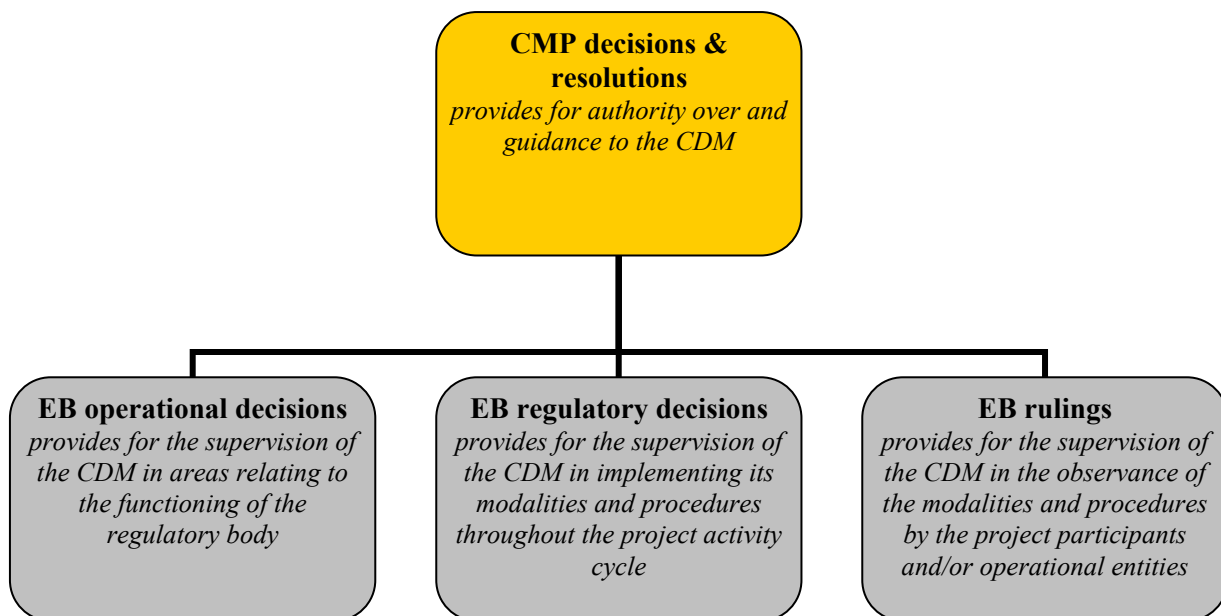 CMP decisions &
resolutions
provides for authority over and
guidance to the CDM
EB operational decisions
provides for the supervision of
the CDM in areas relating to
the functioning of the
regulatory body
EB regulatory decisions
provides for the supervision of
the CDM in implementing its
modalities and procedures
throughout the project activity
cycle
EB rulings
provides for the supervision of
the CDM in the observance of
the modalities and procedures
by the project participants
and/or operational entities